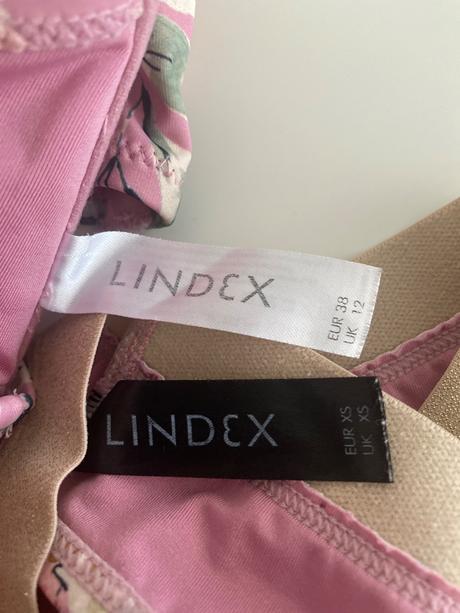 LINDEX
EUR 38
UK 12
LINDEX
EUR XS
UK XS